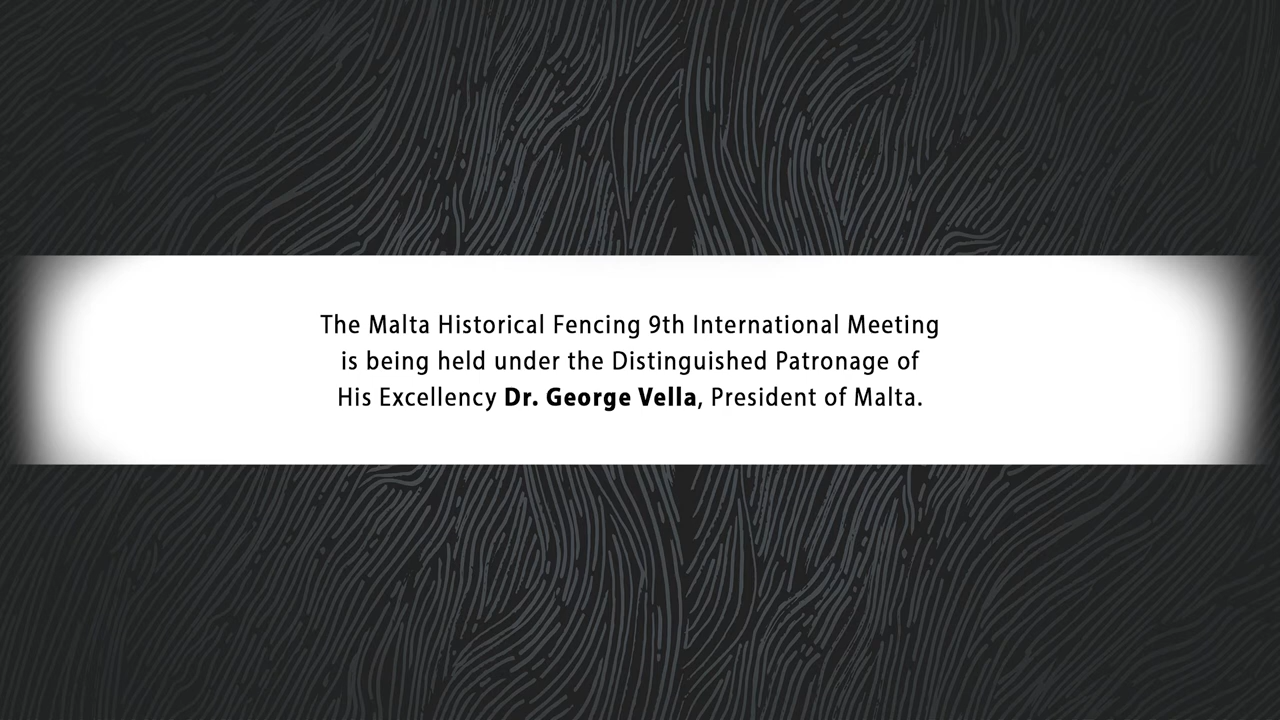 The Malta Historical Fencing 9th International Meeting
is being held under the Distinguished Patronage of
His Excellency Dr. George Vella, President of Malta.